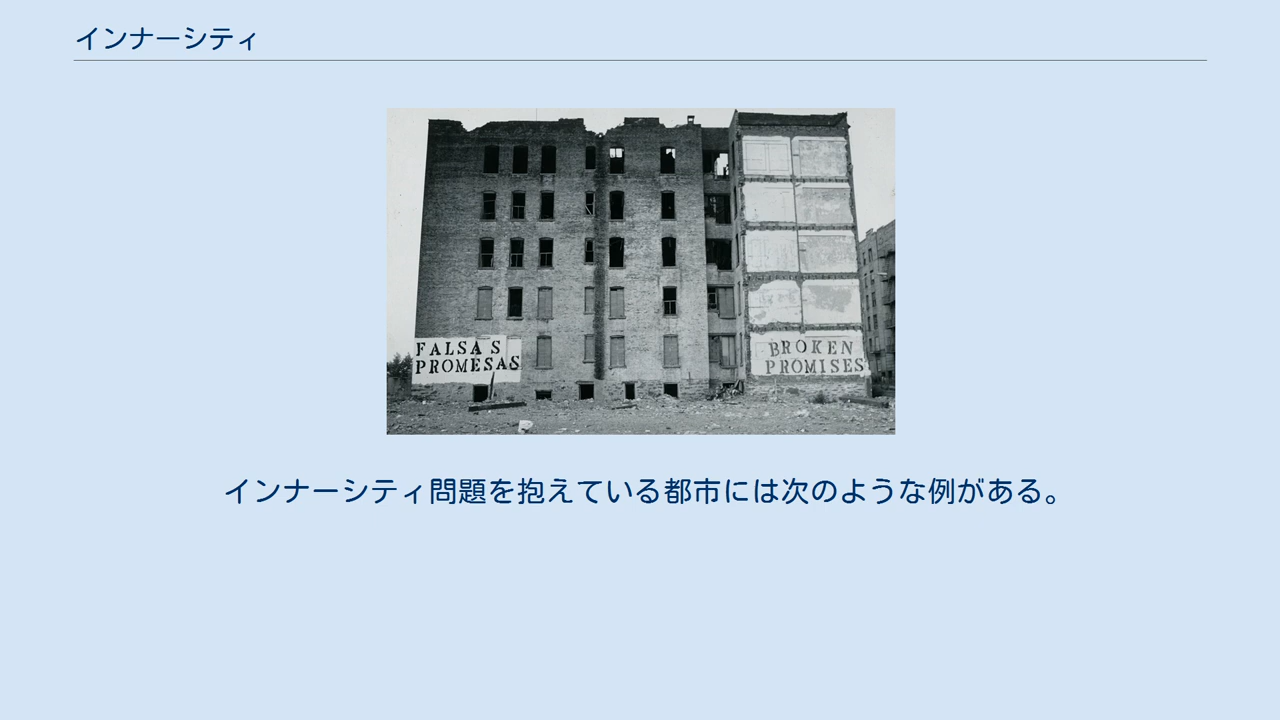 インナーシティ
FALSAS
PROMESAS
BROKEN
PROMISES
インナーシティ問題を抱えている都市には次のような例がある。